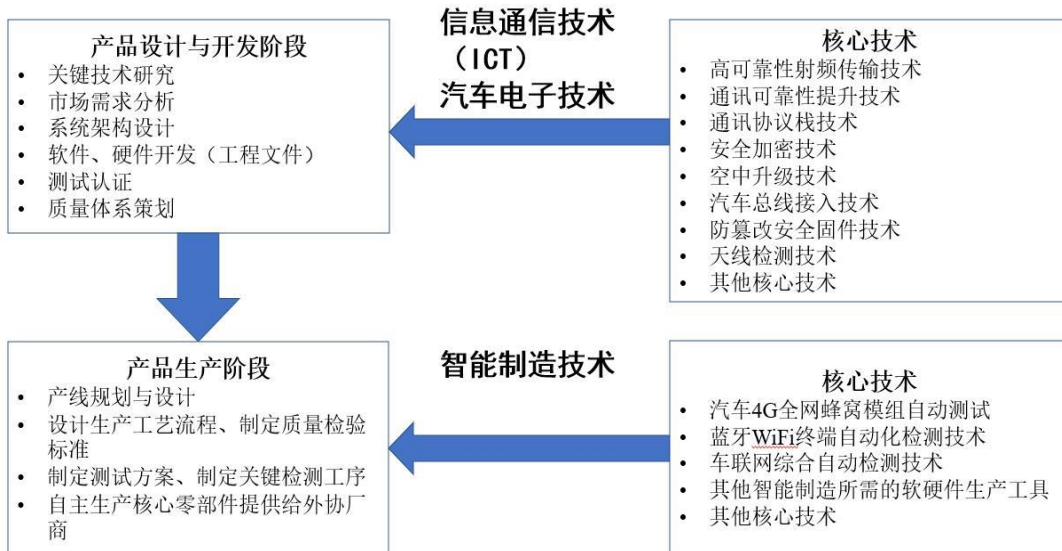 产品设计与开发阶段
• 关键技术研究
• 市场需求分析
• 系统架构设计
• 软件、硬件开发（工程文件）
• 测试认证
• 质量体系策划
信息通信技术
（ICT）
汽车电子技术
核心技术
• 高可靠性射频传输技术
• 通讯可靠性提升技术
• 通讯协议栈技术
• 安全加密技术
• 空中升级技术
• 汽车总线接入技术
• 防篡改安全固件技术
• 天线检测技术
• 其他核心技术
产品生产阶段
• 产线规划与设计
• 设计生产工艺流程、制定质量检验
标准
• 制定测试方案、制定关键检测工序
• 自主生产核心零部件提供给外协厂
商
智能制造技术
核心技术
• 汽车4G全网蜂窝模组自动测试
• 蓝牙WiFi终端自动化检测技术
• 车联网综合自动检测技术
• 其他智能制造所需的软硬件生产工具
• 其他核心技术